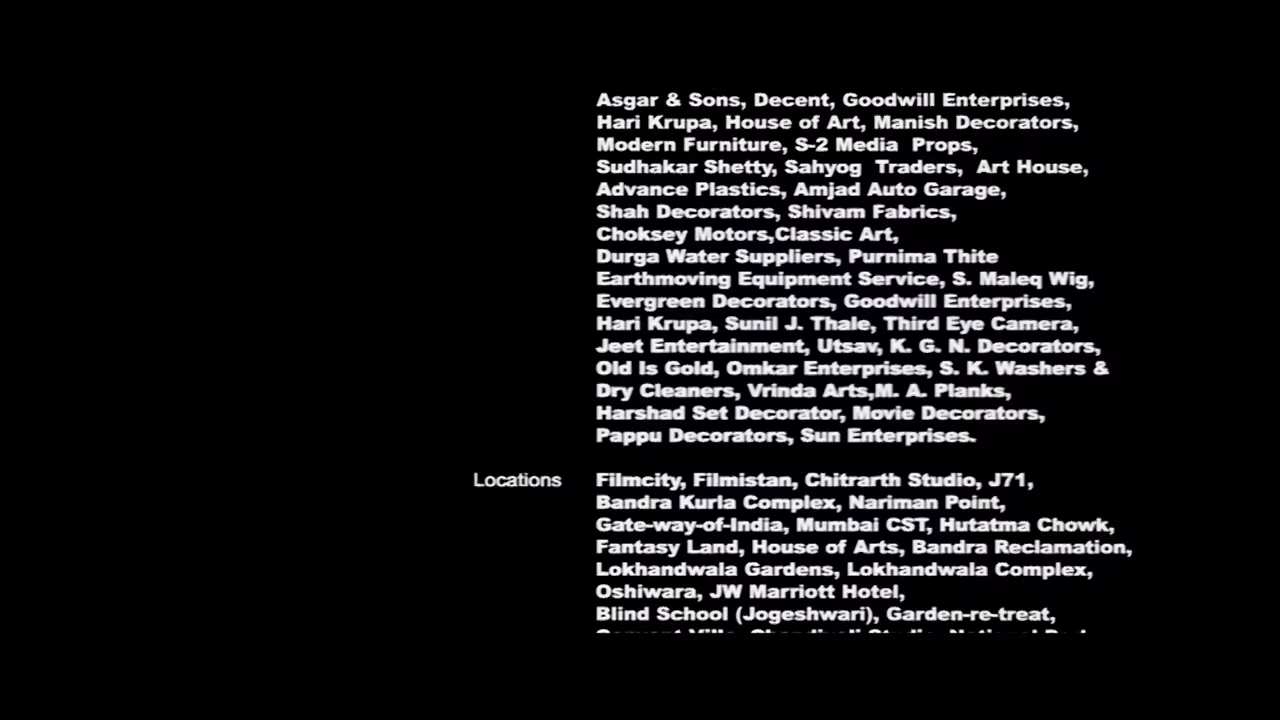 Asgar & Sons, Decent, Goodwill Enterprises,
Hari Krupa, House of Art, Manish Decorators,
Modern Furniture, S-2 Media Props,
Sudhakar Shetty, Sahyog Traders, Art House,
Advance Plastics, Amjad Auto Garage,
Shah Decorators, Shivam Fabrics,
Choksey Motors,Classic Art,
Durga Water Suppliers, Purnima Thite
Earthmoving Equipment Service, S. Maleq Wig,
Evergreen Decorators, Goodwill Enterprises,
Hari Krupa, Sunil J. Thale, Third Eye Camera,
Jeet Entertainment, Utsav, K. G. N. Decorators,
Old Is Gold, Omkar Enterprises, S. K. Washers &
Dry Cleaners, Vrinda Arts,M. A. Planks,
Harshad Set Decorator, Movie Decorators,
Pappu Decorators, Sun Enterprises.
Locations Filmcity, Filmistan, Chitrarth Studio, J71,
Bandra Kurla Complex, Nariman Point,
Gate-way-of-India, Mumbai CST, Hutatma Chowk,
Fantasy Land, House of Arts, Bandra Reclamation,
Lokhandwala Gardens, Lokhandwala Complex,
Oshiwara, JW Marriott Hotel,
Blind School (Jogeshwari), Garden-re-treat,